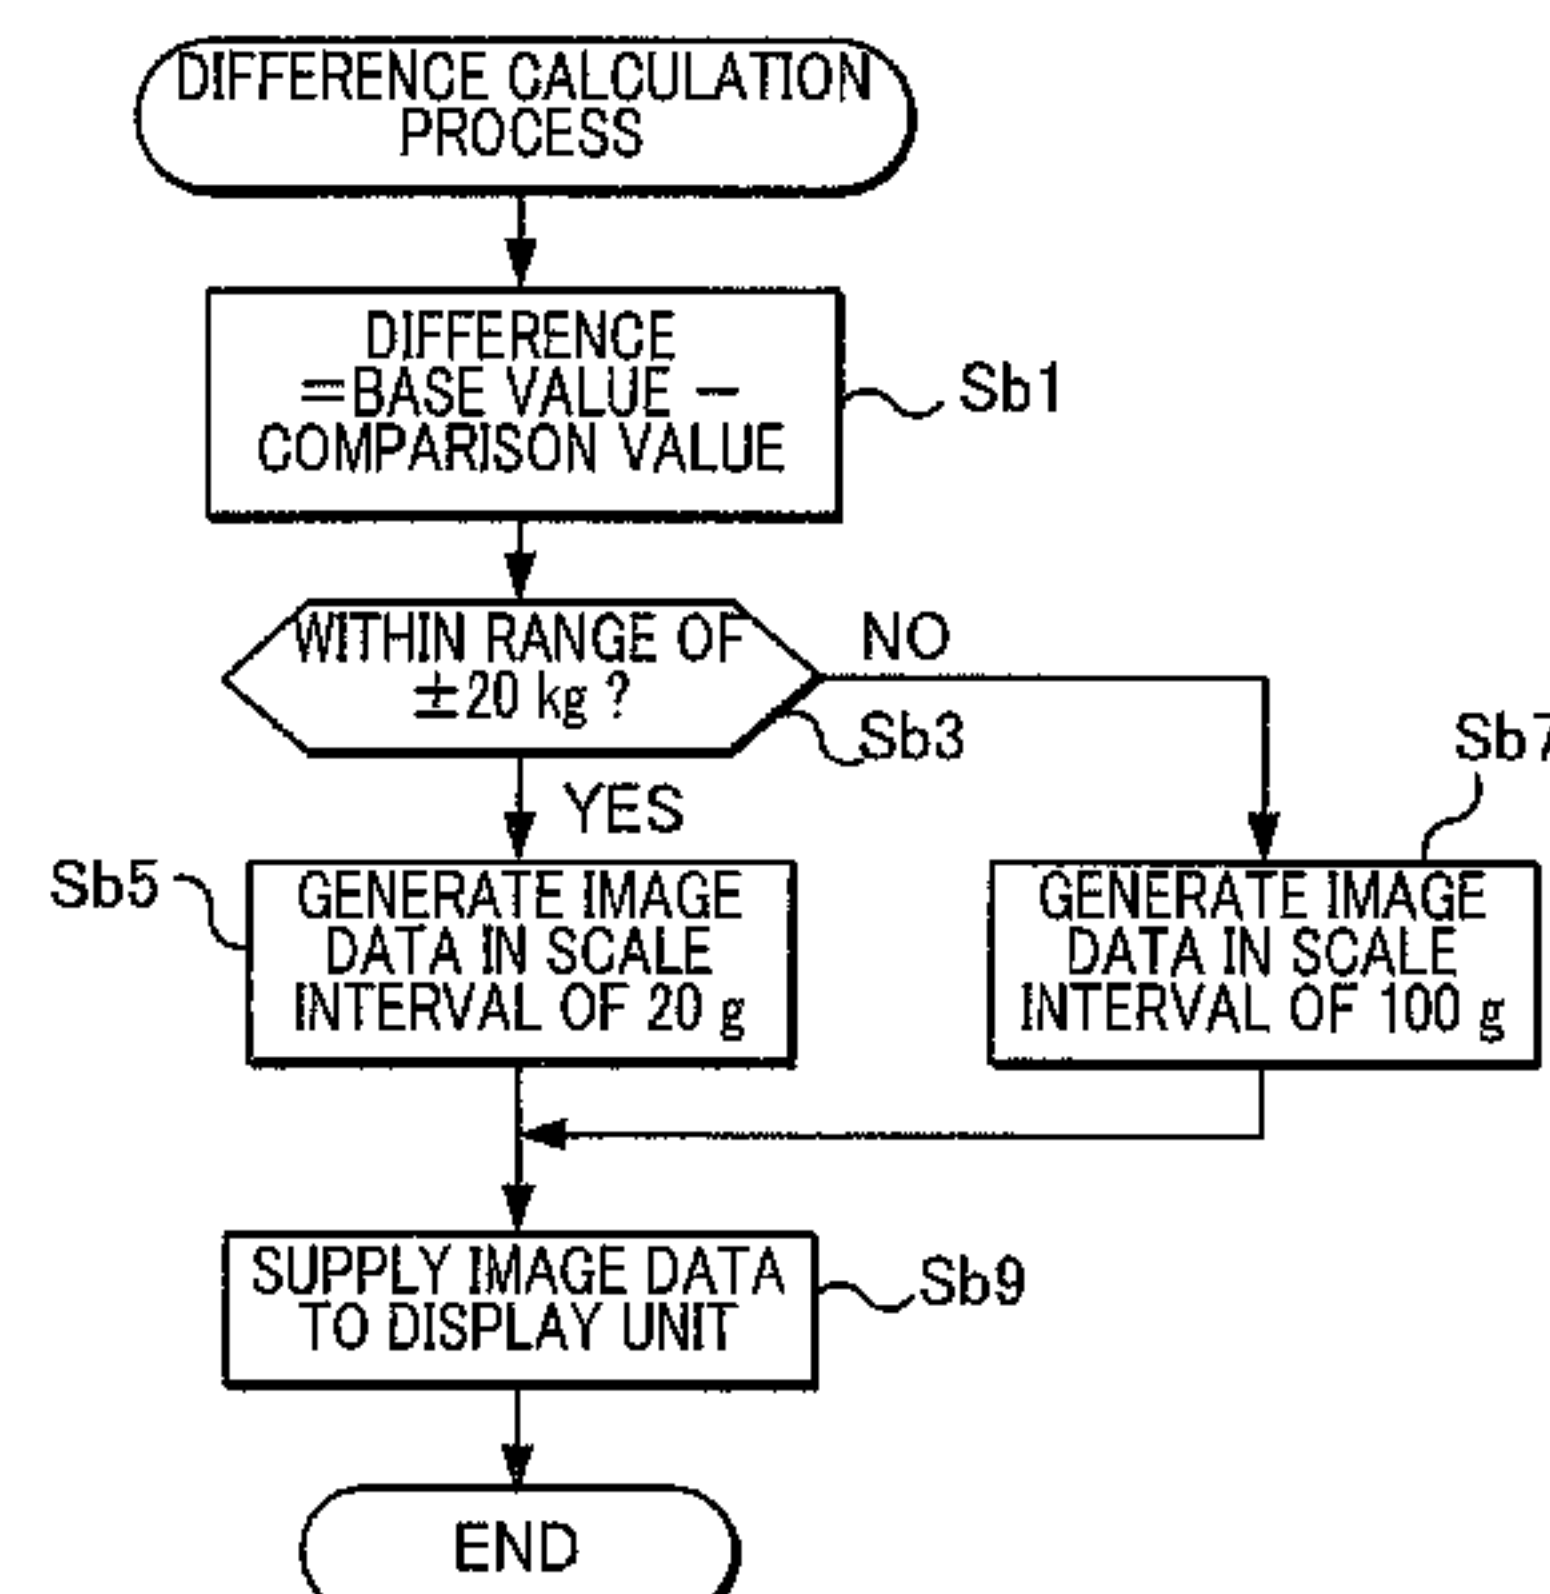 DIFFERENCE CALCULATION
PROCESS
DIFFERENCE
=BASE VALUE −
COMPARISON VALUE
Sb1
WITHIN RANGE OF
±20 kg ?
NO
Sb3
YES
Sb7
Sb5
GENERATE IMAGE
DATA IN SCALE
INTERVAL OF 20 g
GENERATE IMAGE
DATA IN SCALE
INTERVAL OF 100 g
SUPPLY IMAGE DATA
TO DISPLAY UNIT
Sb9
END